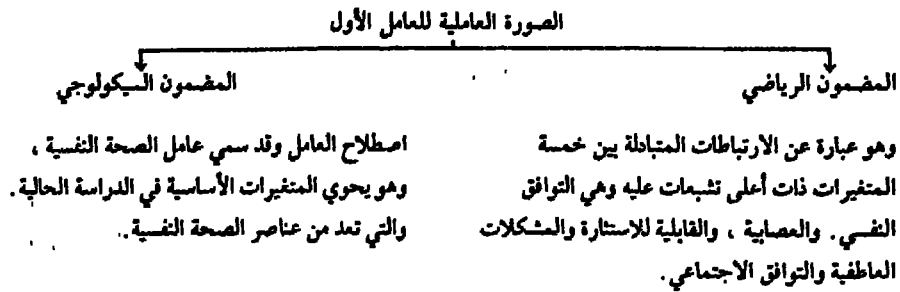 الصورة العاملية للعامل الأول
المضمون الرياضي
وهو عبارة عن الارتباطات المتبادلة بين خمسة
المتغيرات ذات أعلى تشبعات عليه وهي التوافق
النفسي. والعصابية ، والقابلية للاستثارة والمشكلات
العاطفية والتوافق الاجتماعي.
المضمون السيكولوجي
اصطلاح العامل وقد سمي عامل الصحة النفسية ،
وهو يحوي المتغيرات الأساسية في الدراسة الحالية.
والتي تعد من عناصر الصحة النفسية.